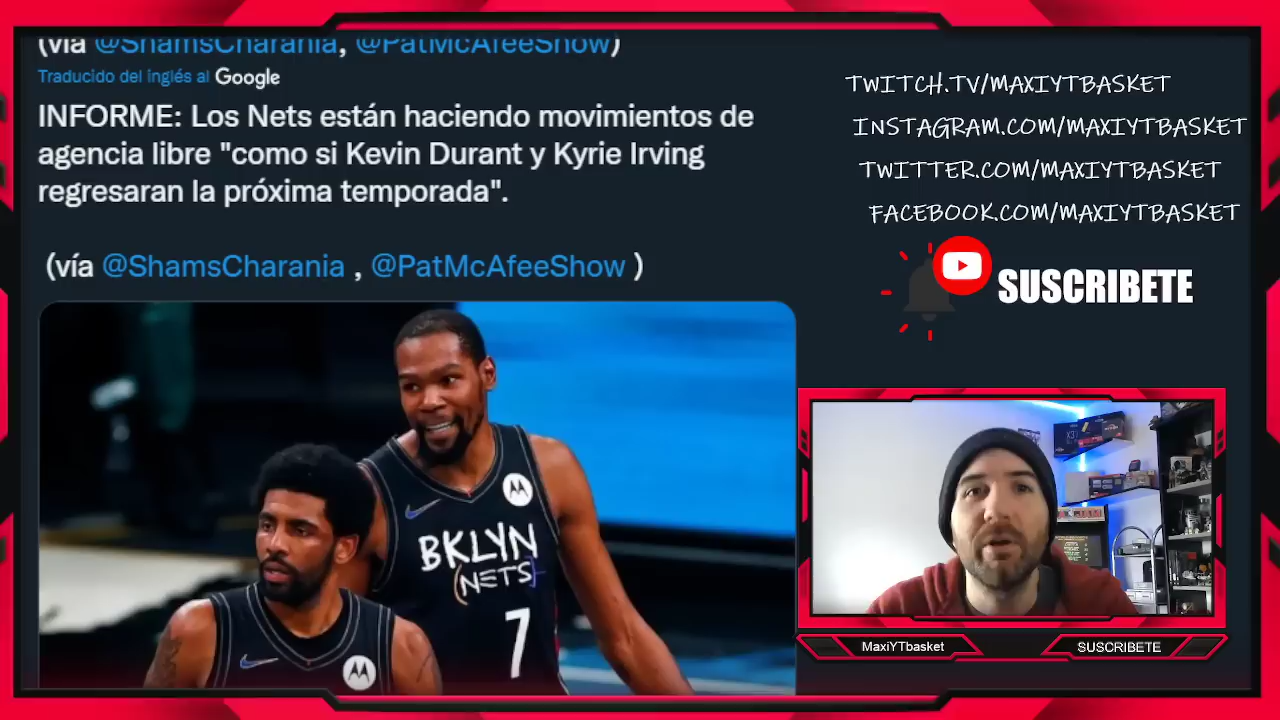 (vía @ShamsCharania, @PatMcAfeeShow)
Traducido del inglés al Google
INFORME: Los Nets están haciendo movimientos de
agencia libre "como si Kevin Durant y Kyrie Irving
regresaran la próxima temporada".
(vía @ShamsCharania , @PatMcAfeeShow )
BKLYN
(NETS)
7
TWITCH.TV/MAXIYTBASKET
INSTAGRAM.COM/MAXIYTBASKET
TWITTER.COM/MAXIYTBASKET
FACEBOOK.COM/MAXIYTBASKET
SUSCRIBETE
MaxiYTbasket
SUSCRIBETE